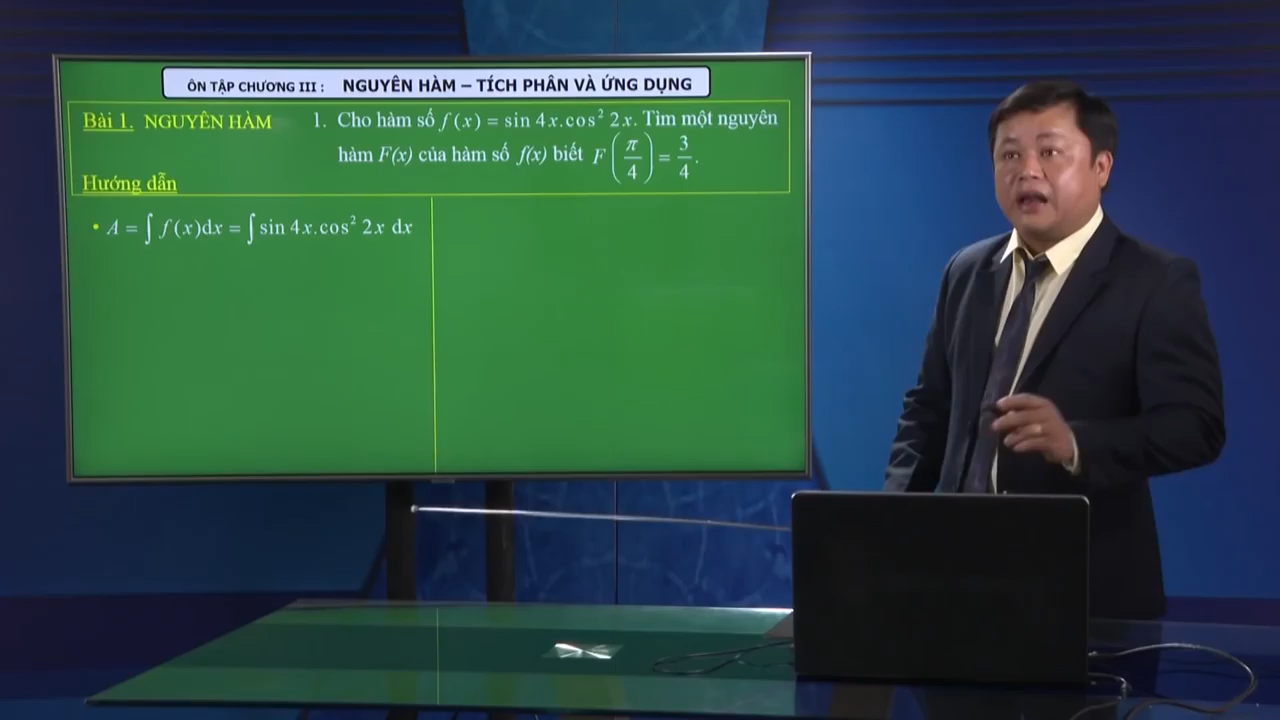 ÔN TẬP CHƯƠNG III : NGUYÊN HÀM – TÍCH PHÂN VÀ ỨNG DỤNG
Bài 1. NGUYÊN HÀM 1. Cho hàm số f(x) = sin 4x.cos² 2x. Tìm một nguyên
hàm F(x) của hàm số f(x) biết F(π/4) = 3/4.
Hướng dẫn
• A = ∫ f(x)dx = ∫ sin 4x.cos² 2x dx